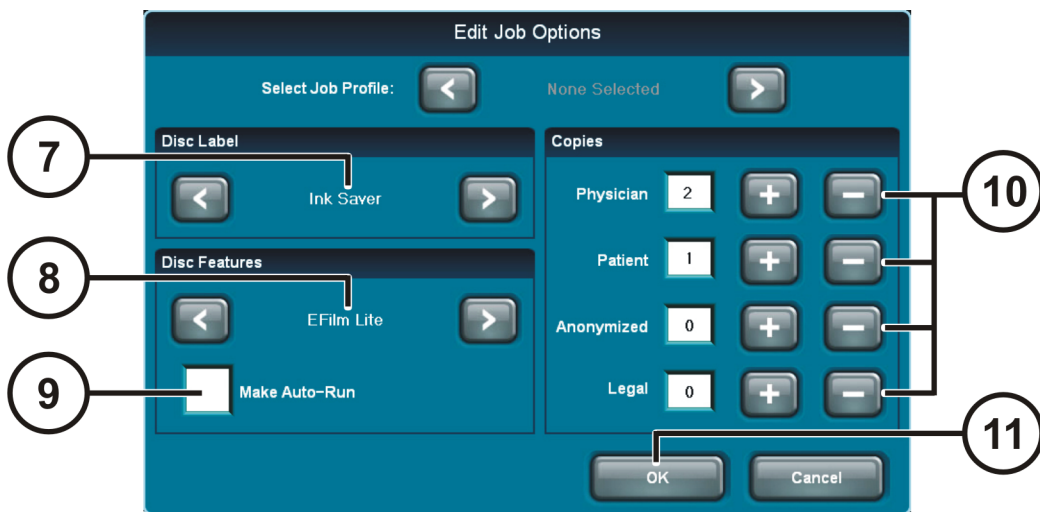 Edit Job Options
Select Job Profile: < None Selected >
Disc Label
< Ink Saver >
7
Disc Features
< EFilm Lite >
8
Make Auto-Run
9
Copies
Physician 2 + −
Patient 1 + −
Anonymized 0 + −
Legal 0 + −
10
OK Cancel
11